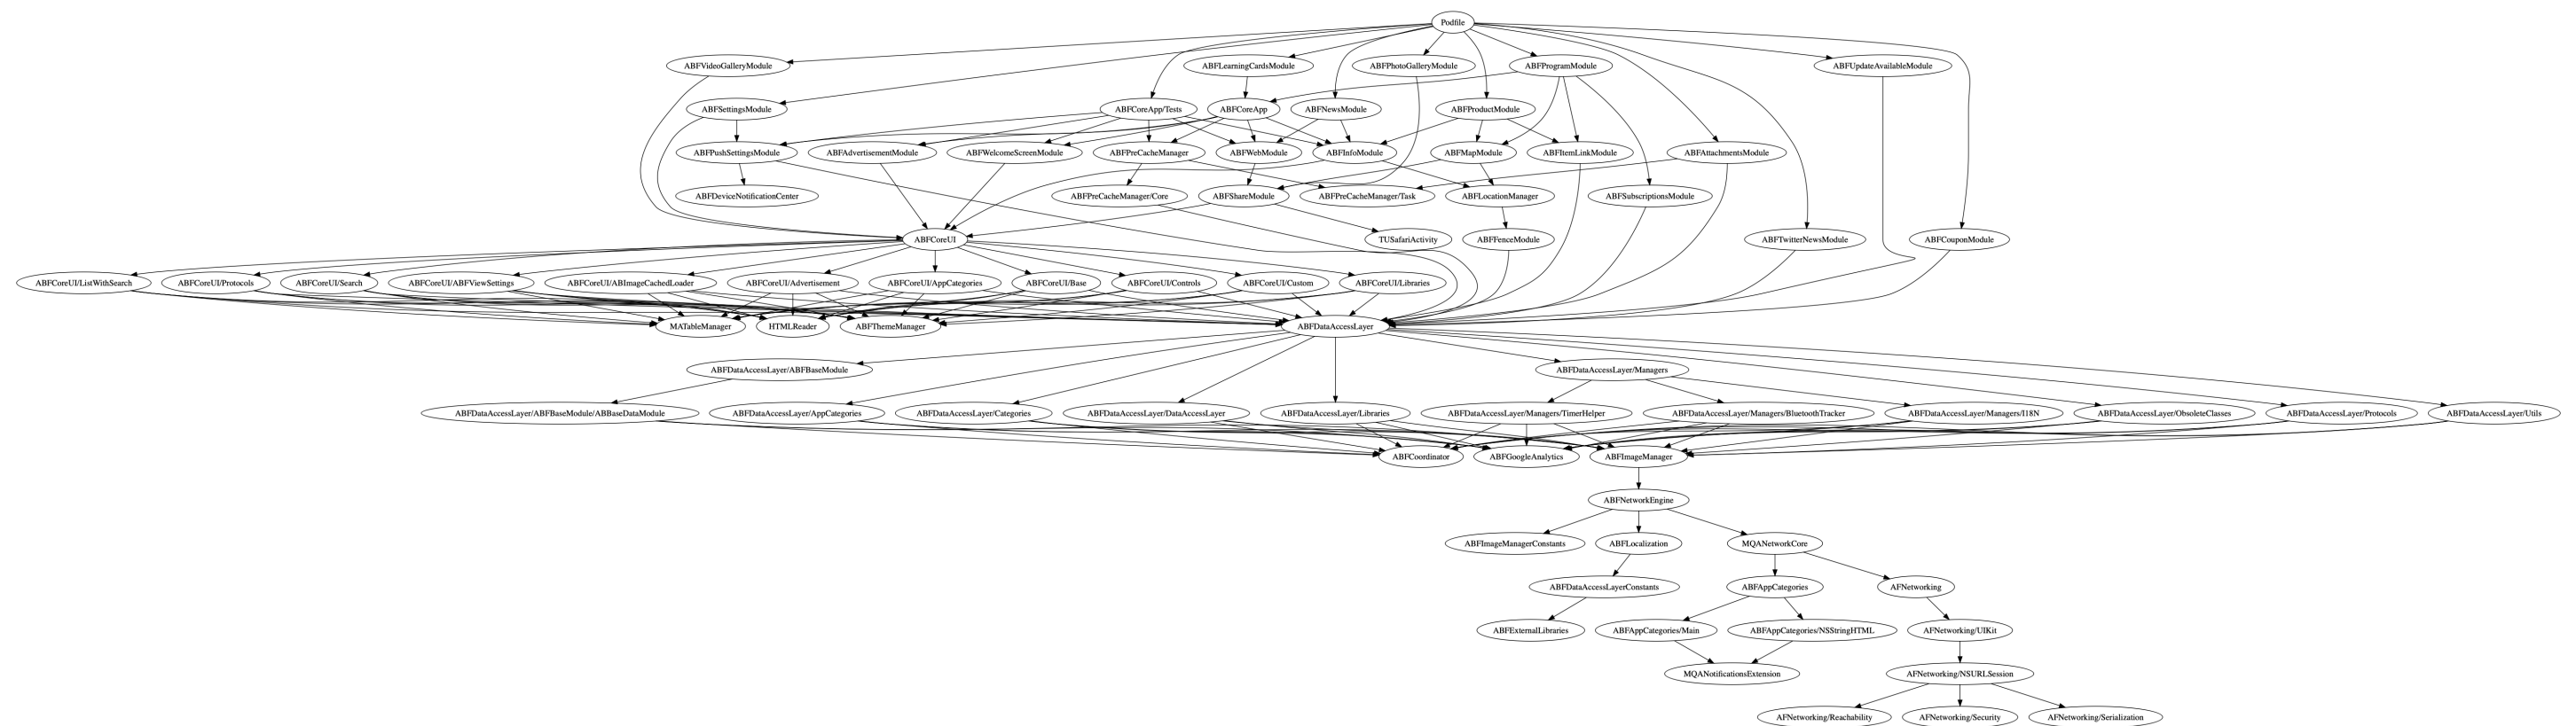 Podfile
ABFVideoGalleryModule
ABFLearningCardsModule
ABFPhotoGalleryModule
ABFProgramModule
ABFUpdateAvailableModule
ABFSettingsModule
ABFCoreApp/Tests
ABFCoreApp
ABFNewsModule
ABFProductModule
ABFPushSettingsModule
ABFAdvertisementModule
ABFWelcomeScreenModule
ABFPreCacheManager
ABFWebModule
ABFInfoModule
ABFMapModule
ABFItemLinkModule
ABFAttachmentsModule
ABFDeviceNotificationCenter
ABFPreCacheManager/Core
ABFShareModule
ABFPreCacheManager/Task
ABFLocationManager
ABFSubscriptionsModule
ABFCoreUI
TUSafariActivity
ABFFenceModule
ABFTwitterNewsModule
ABFCouponModule
ABFCoreUI/ListWithSearch
ABFCoreUI/Protocols
ABFCoreUI/Search
ABFCoreUI/ABFViewSettings
ABFCoreUI/ABImageCachedLoader
ABFCoreUI/Advertisement
ABFCoreUI/AppCategories
ABFCoreUI/Base
ABFCoreUI/Controls
ABFCoreUI/Custom
ABFCoreUI/Libraries
MATableManager
HTMLReader
ABFThemeManager
ABFDataAccessLayer
ABFDataAccessLayer/ABFBaseModule
ABFDataAccessLayer/Managers
ABFDataAccessLayer/ABFBaseModule/ABBaseDataModule
ABFDataAccessLayer/AppCategories
ABFDataAccessLayer/Categories
ABFDataAccessLayer/DataAccessLayer
ABFDataAccessLayer/Libraries
ABFDataAccessLayer/Managers/TimerHelper
ABFDataAccessLayer/Managers/BluetoothTracker
ABFDataAccessLayer/Managers/I18N
ABFDataAccessLayer/ObsoleteClasses
ABFDataAccessLayer/Protocols
ABFDataAccessLayer/Utils
ABFCoordinator
ABFGoogleAnalytics
ABFImageManager
ABFNetworkEngine
ABFImageManagerConstants
ABFLocalization
MQANetworkCore
ABFDataAccessLayerConstants
ABFAppCategories
AFNetworking
ABFExternalLibraries
ABFAppCategories/Main
ABFAppCategories/NSStringHTML
AFNetworking/UIKit
MQANotificationsExtension
AFNetworking/NSURLSession
AFNetworking/Reachability
AFNetworking/Security
AFNetworking/Serialization